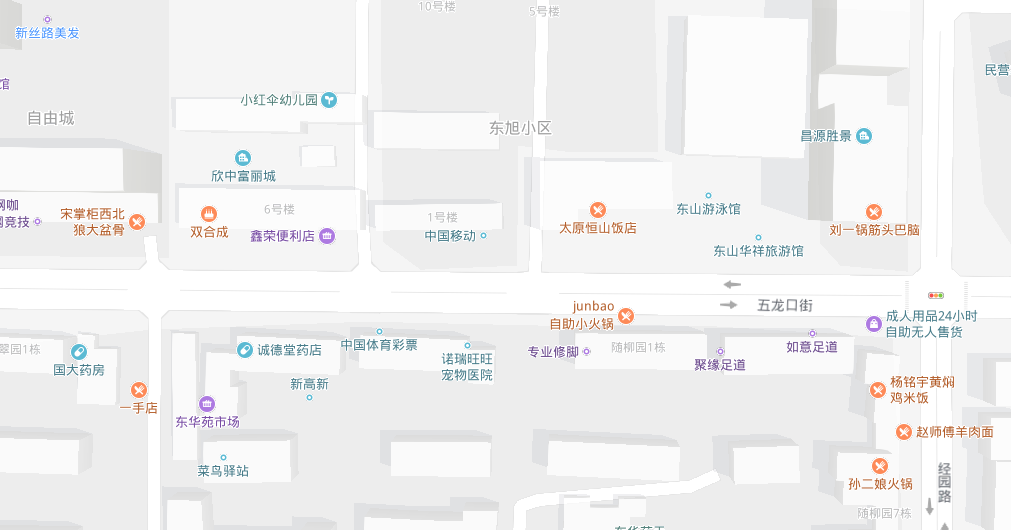 10号楼
5号楼
新丝路美发
民营
馆
小红伞幼儿园
自由城
东旭小区
昌源胜景
欣中富丽城
网咖
竞技
宋掌柜西北
狼大盆骨
6号楼
双合成
鑫荣便利店
1号楼
中国移动
太原恒山饭店
东山游泳馆
刘一锅筋头巴脑
东山华祥旅游馆
五龙口街
junbao
自助小火锅
成人用品24小时
自助无人售货
翠园1栋
国大药房
诚德堂药店
中国体育彩票
诺瑞旺旺
宠物医院
专业修脚
随柳园1栋
聚缘足道
如意足道
新高新
一手店
东华苑市场
杨铭宇黄焖
鸡米饭
赵师傅羊肉面
菜鸟驿站
孙二娘火锅
经园路
随柳园7栋